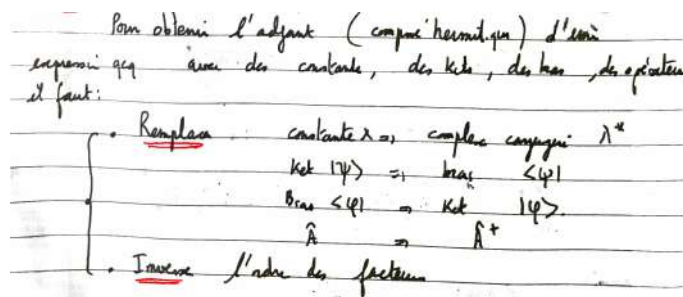 Pour obtenir l'adjoint (conjugué hermitique) d'une
expression qcq avec des constantes, des kets, des bras, des opérateurs
il faut:
• Remplacer constante λ ⇒ complexe conjugué λ*
Ket |ψ> ⇒ bras <ψ|
Bras <φ| ⇒ Ket |φ>.
Â ⇒ Â⁺
• Inverser l'ordre des facteurs